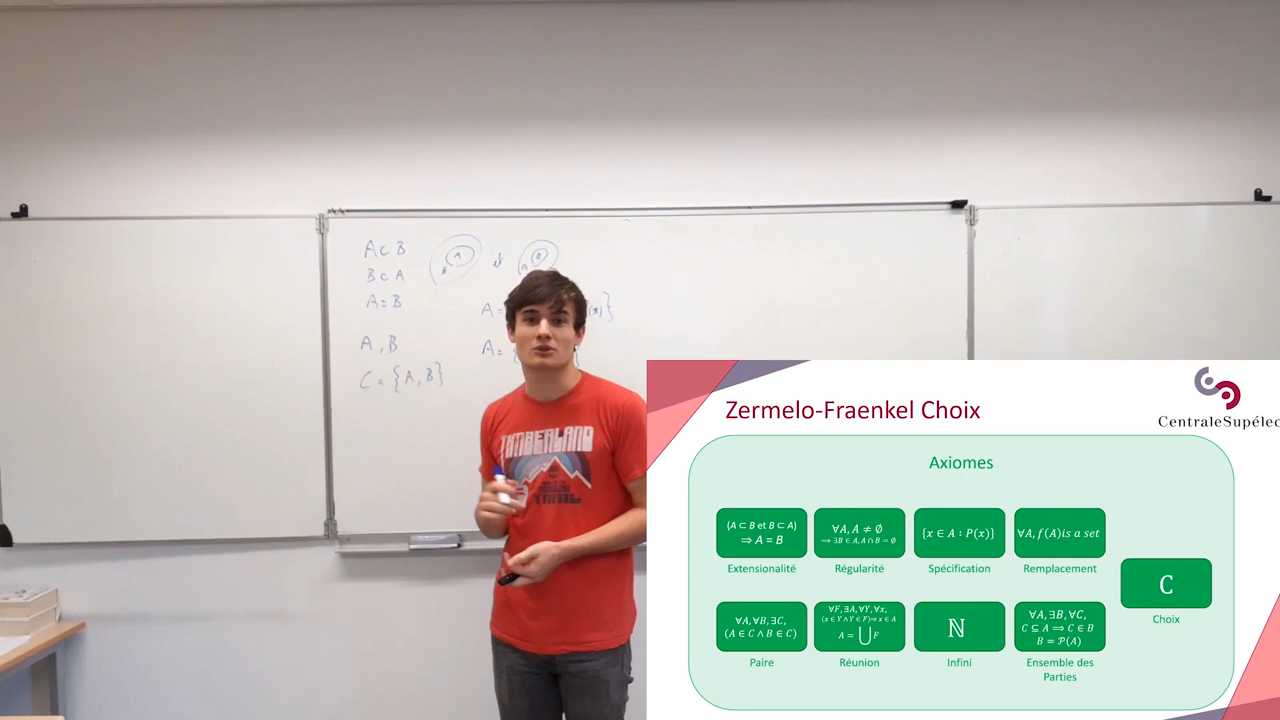 A ⊂ B
B ⊂ A
A = B
et
A, B
C = {A, B}
A =
(x)}
A = {
TIMBERLAND
Zermelo-Fraenkel Choix
CentraleSupélec
Axiomes
(A ⊂ B et B ⊂ A)
⇒ A = B
Extensionalité
∀A, A ≠ ∅
⟹ ∃B ∈ A, A ∩ B = ∅
Régularité
{x ∈ A : P(x)}
Spécification
∀A, f(A)is a set
Remplacement
∀A, ∀B, ∃C,
(A ∈ C ∧ B ∈ C)
Paire
∀F, ∃A, ∀Y, ∀x,
(x ∈ Y ∧ Y ∈ F) ⇒ x ∈ A
A = ⋃ F
Réunion
ℕ
Infini
∀A, ∃B, ∀C,
C ⊆ A ⟹ C ∈ B
B = 𝒫(A)
Ensemble des
Parties
C
Choix